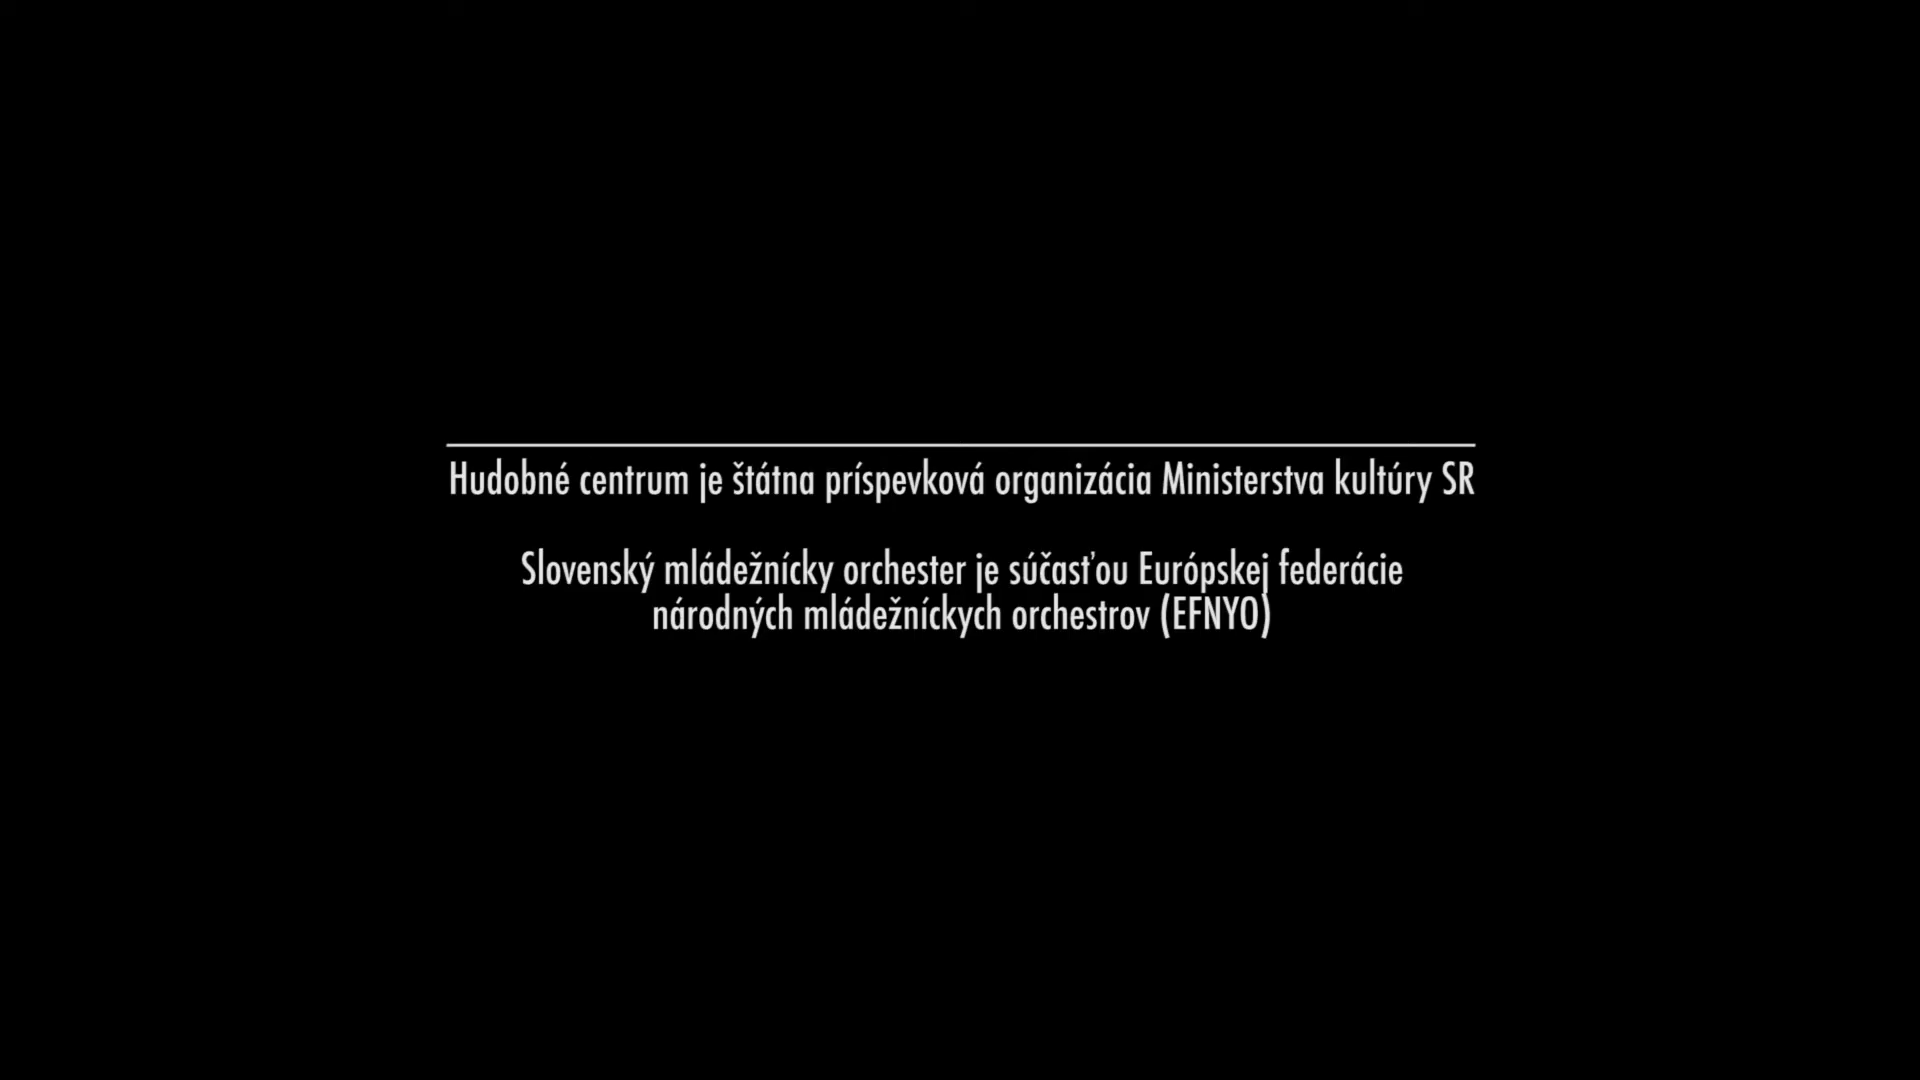 Hudobné centrum je štátna príspevková organizácia Ministerstva kultúry SR
Slovenský mládežnícky orchester je súčasťou Európskej federácie
národných mládežníckych orchestrov (EFNYO)